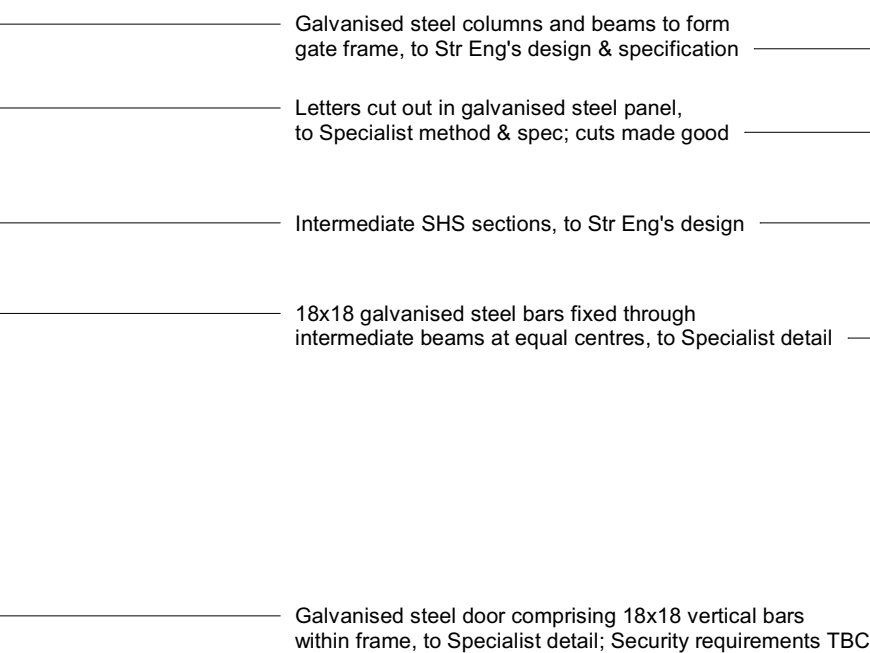 Galvanised steel columns and beams to form
gate frame, to Str Eng's design & specification
Letters cut out in galvanised steel panel,
to Specialist method & spec; cuts made good
Intermediate SHS sections, to Str Eng's design
18x18 galvanised steel bars fixed through
intermediate beams at equal centres, to Specialist detail
Galvanised steel door comprising 18x18 vertical bars
within frame, to Specialist detail; Security requirements TBC